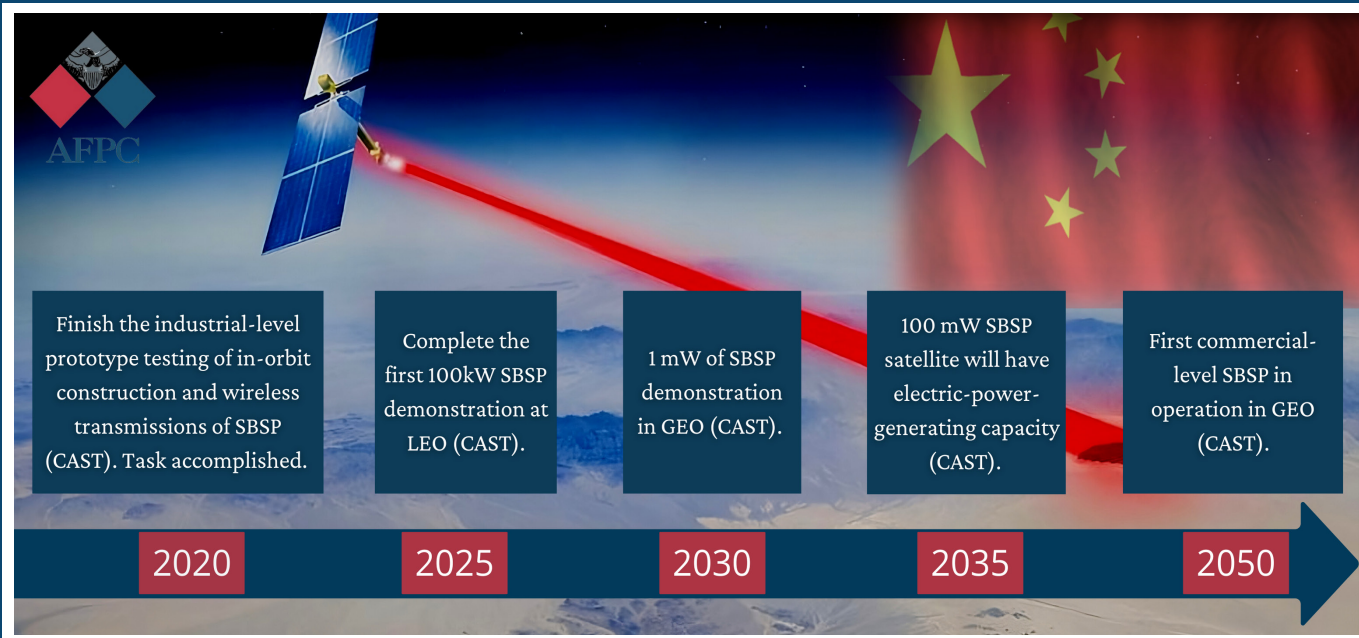 AFPC
Finish the industrial-level
prototype testing of in-orbit
construction and wireless
transmissions of SBSP
(CAST). Task accomplished.
Complete the
first 100kW SBSP
demonstration at
LEO (CAST).
1 mW of SBSP
demonstration
in GEO (CAST).
100 mW SBSP
satellite will have
electric-power-
generating capacity
(CAST).
First commercial-
level SBSP in
operation in GEO
(CAST).
2020
2025
2030
2035
2050